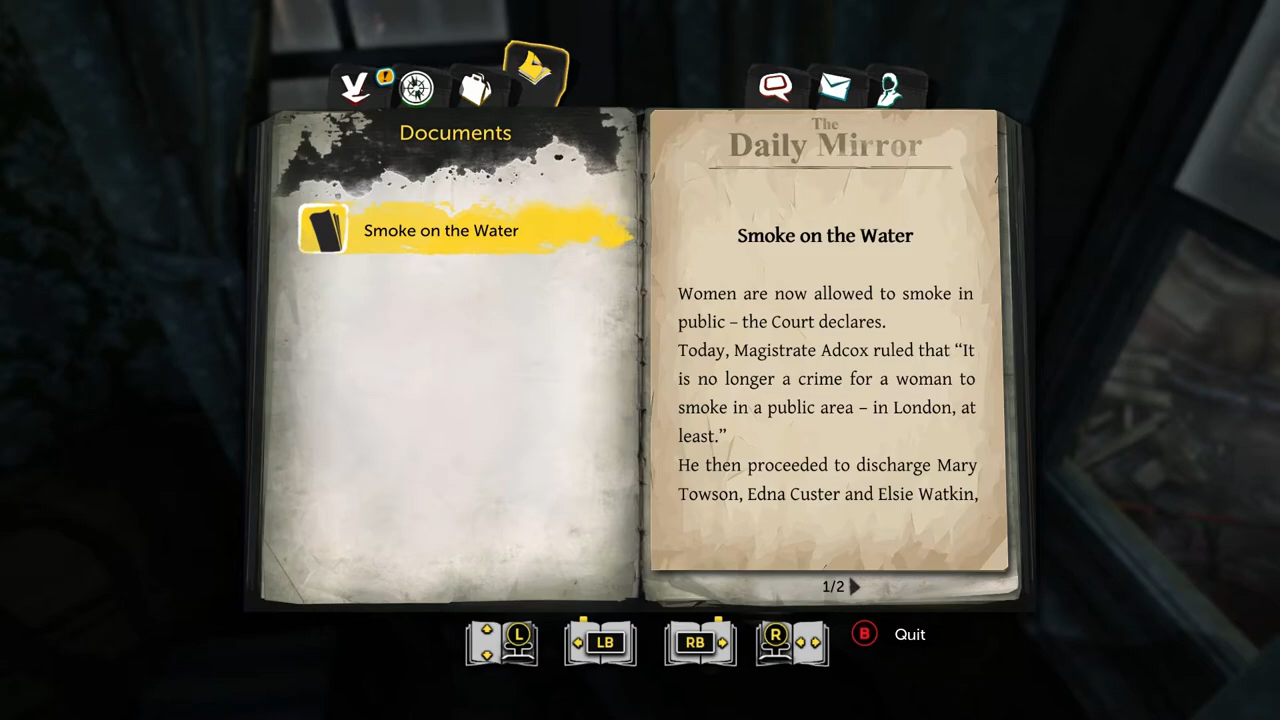 Documents
Smoke on the Water
The
Daily Mirror
Smoke on the Water
Women are now allowed to smoke in
public – the Court declares.
Today, Magistrate Adcox ruled that “It
is no longer a crime for a woman to
smoke in a public area – in London, at
least.”
He then proceeded to discharge Mary
Towson, Edna Custer and Elsie Watkin,
1/2
L
LB
RB
R
B
Quit